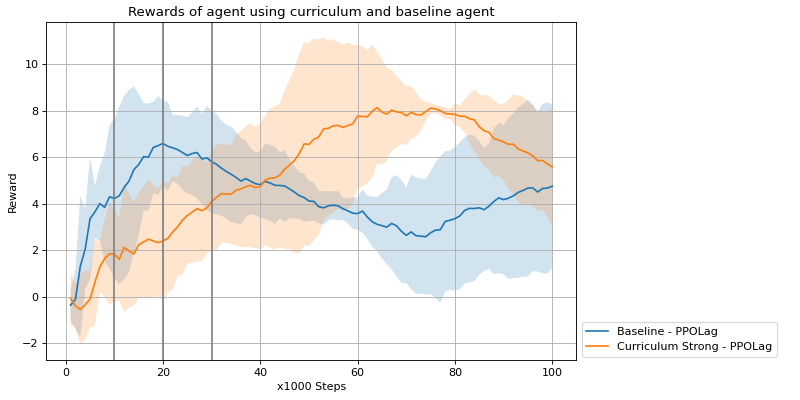 Rewards of agent using curriculum and baseline agent
10
8
6
4
2
0
−2
Reward
0 20 40 60 80 100
x1000 Steps
Baseline - PPOLag
Curriculum Strong - PPOLag